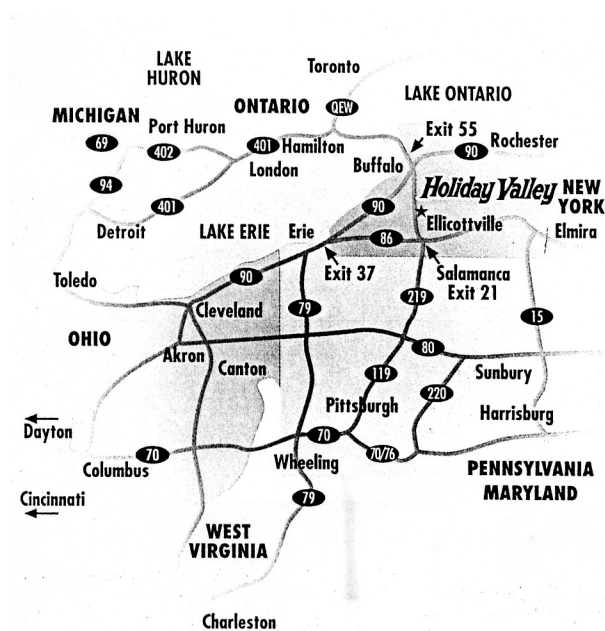 LAKE
HURON
Toronto
MICHIGAN
ONTARIO
QEW
LAKE ONTARIO
69
Port Huron
402
401
Hamilton
London
Exit 55
Rochester
90
Buffalo
94
401
Detroit
90
Holiday Valley
NEW
YORK
Ellicottville
LAKE ERIE
Erie
86
Elmira
Toledo
90
Exit 37
Salamanca
Exit 21
Cleveland
79
219
15
OHIO
Akron
80
Canton
119
Sunbury
220
Dayton
Pittsburgh
Harrisburg
Columbus
70
70
Wheeling
70/76
PENNSYLVANIA
MARYLAND
Cincinnati
79
WEST
VIRGINIA
Charleston